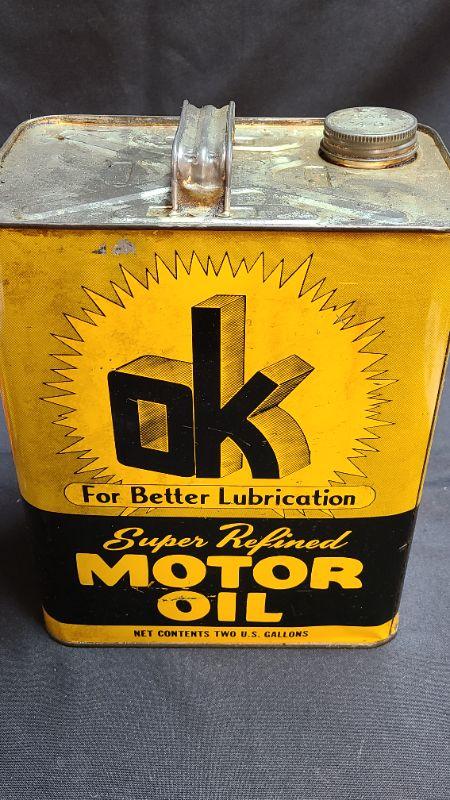 ok
For Better Lubrication
Super Refined
MOTOR
OIL
NET CONTENTS TWO U.S. GALLONS